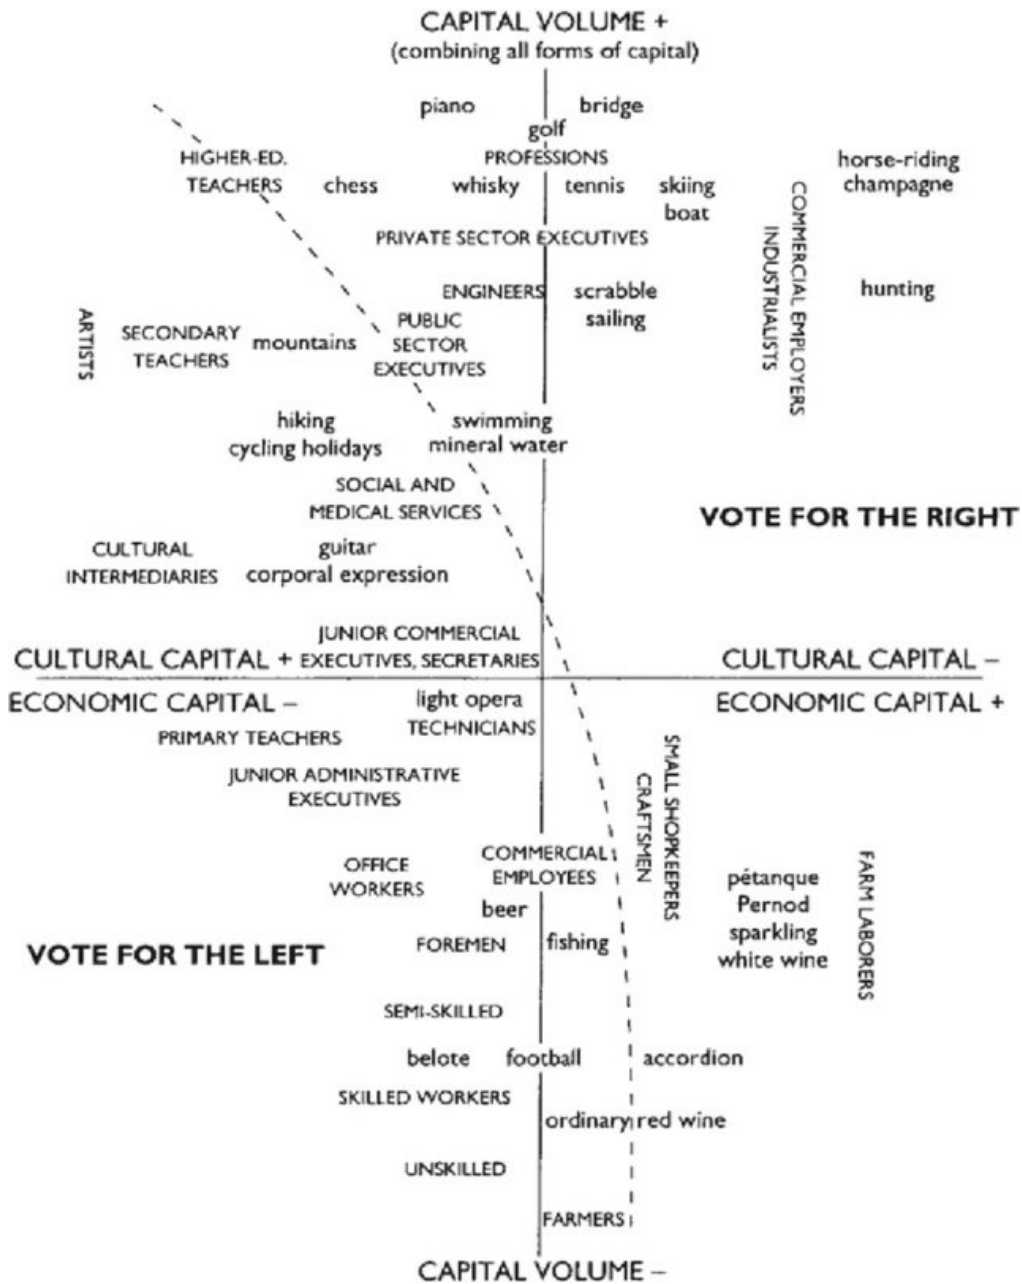 CAPITAL VOLUME +
(combining all forms of capital)
piano
bridge
golf
HIGHER-ED.
TEACHERS
chess
PROFESSIONS
whisky
tennis
skiing
boat
horse-riding
champagne
COMMERCIAL EMPLOYERS
INDUSTRIALISTS
PRIVATE SECTOR EXECUTIVES
ENGINEERS
scrabble
sailing
hunting
ARTISTS
SECONDARY
TEACHERS
mountains
PUBLIC
SECTOR
EXECUTIVES
hiking
cycling holidays
swimming
mineral water
SOCIAL AND
MEDICAL SERVICES
VOTE FOR THE RIGHT
CULTURAL
INTERMEDIARIES
guitar
corporal expression
JUNIOR COMMERCIAL
EXECUTIVES, SECRETARIES
CULTURAL CAPITAL +
CULTURAL CAPITAL –
ECONOMIC CAPITAL –
ECONOMIC CAPITAL +
light opera
TECHNICIANS
PRIMARY TEACHERS
JUNIOR ADMINISTRATIVE
EXECUTIVES
SMALL SHOPKEEPERS
CRAFTSMEN
OFFICE
WORKERS
COMMERCIAL
EMPLOYEES
beer
pétanque
Pernod
sparkling
white wine
FARM LABORERS
VOTE FOR THE LEFT
FOREMEN
fishing
SEMI-SKILLED
belote
football
accordion
SKILLED WORKERS
ordinary red wine
UNSKILLED
FARMERS
CAPITAL VOLUME –